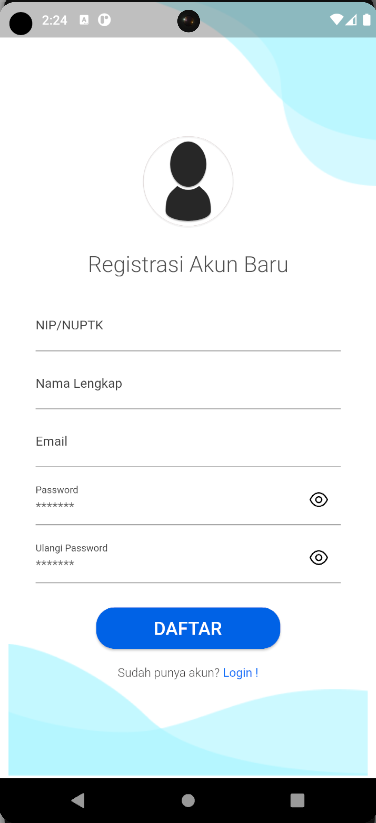 2:24
Registrasi Akun Baru
NIP/NUPTK
Nama Lengkap
Email
Password
*******
Ulangi Password
*******
DAFTAR
Sudah punya akun? Login !